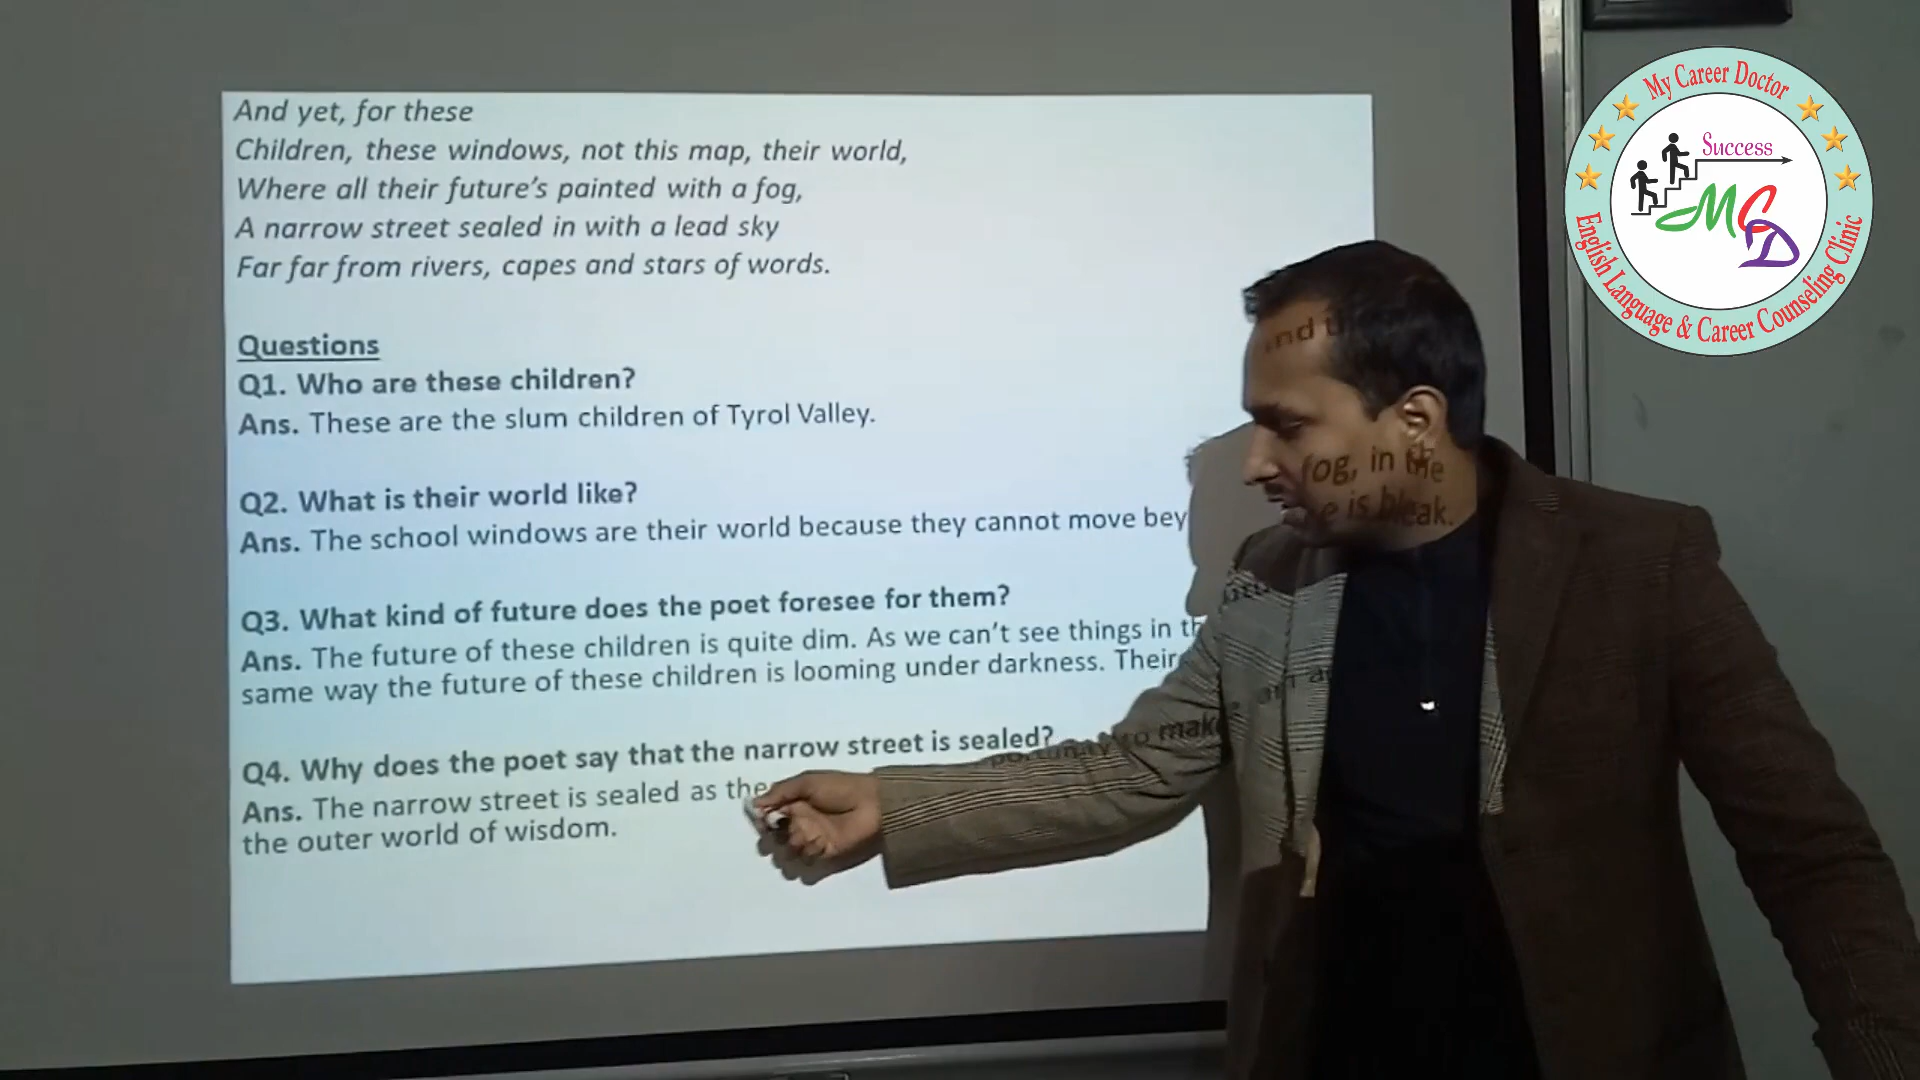 And yet, for these
Children, these windows, not this map, their world,
Where all their future's painted with a fog,
A narrow street sealed in with a lead sky
Far far from rivers, capes and stars of words.
Questions
Q1. Who are these children?
Ans. These are the slum children of Tyrol Valley.
Q2. What is their world like?
Ans. The school windows are their world because they cannot move
Q3. What kind of future does the poet foresee for them?
Ans. The future of these children is quite dim. As we can't see things in
fog, in the
same way the future of these children is looming under darkness. Their
is bleak.
Q4. Why does the poet say that the narrow street is sealed?
Ans. The narrow street is sealed as
to make
the outer world of wisdom.
My Career Doctor
Success
MCD
English Language & Career Counseling Clinic